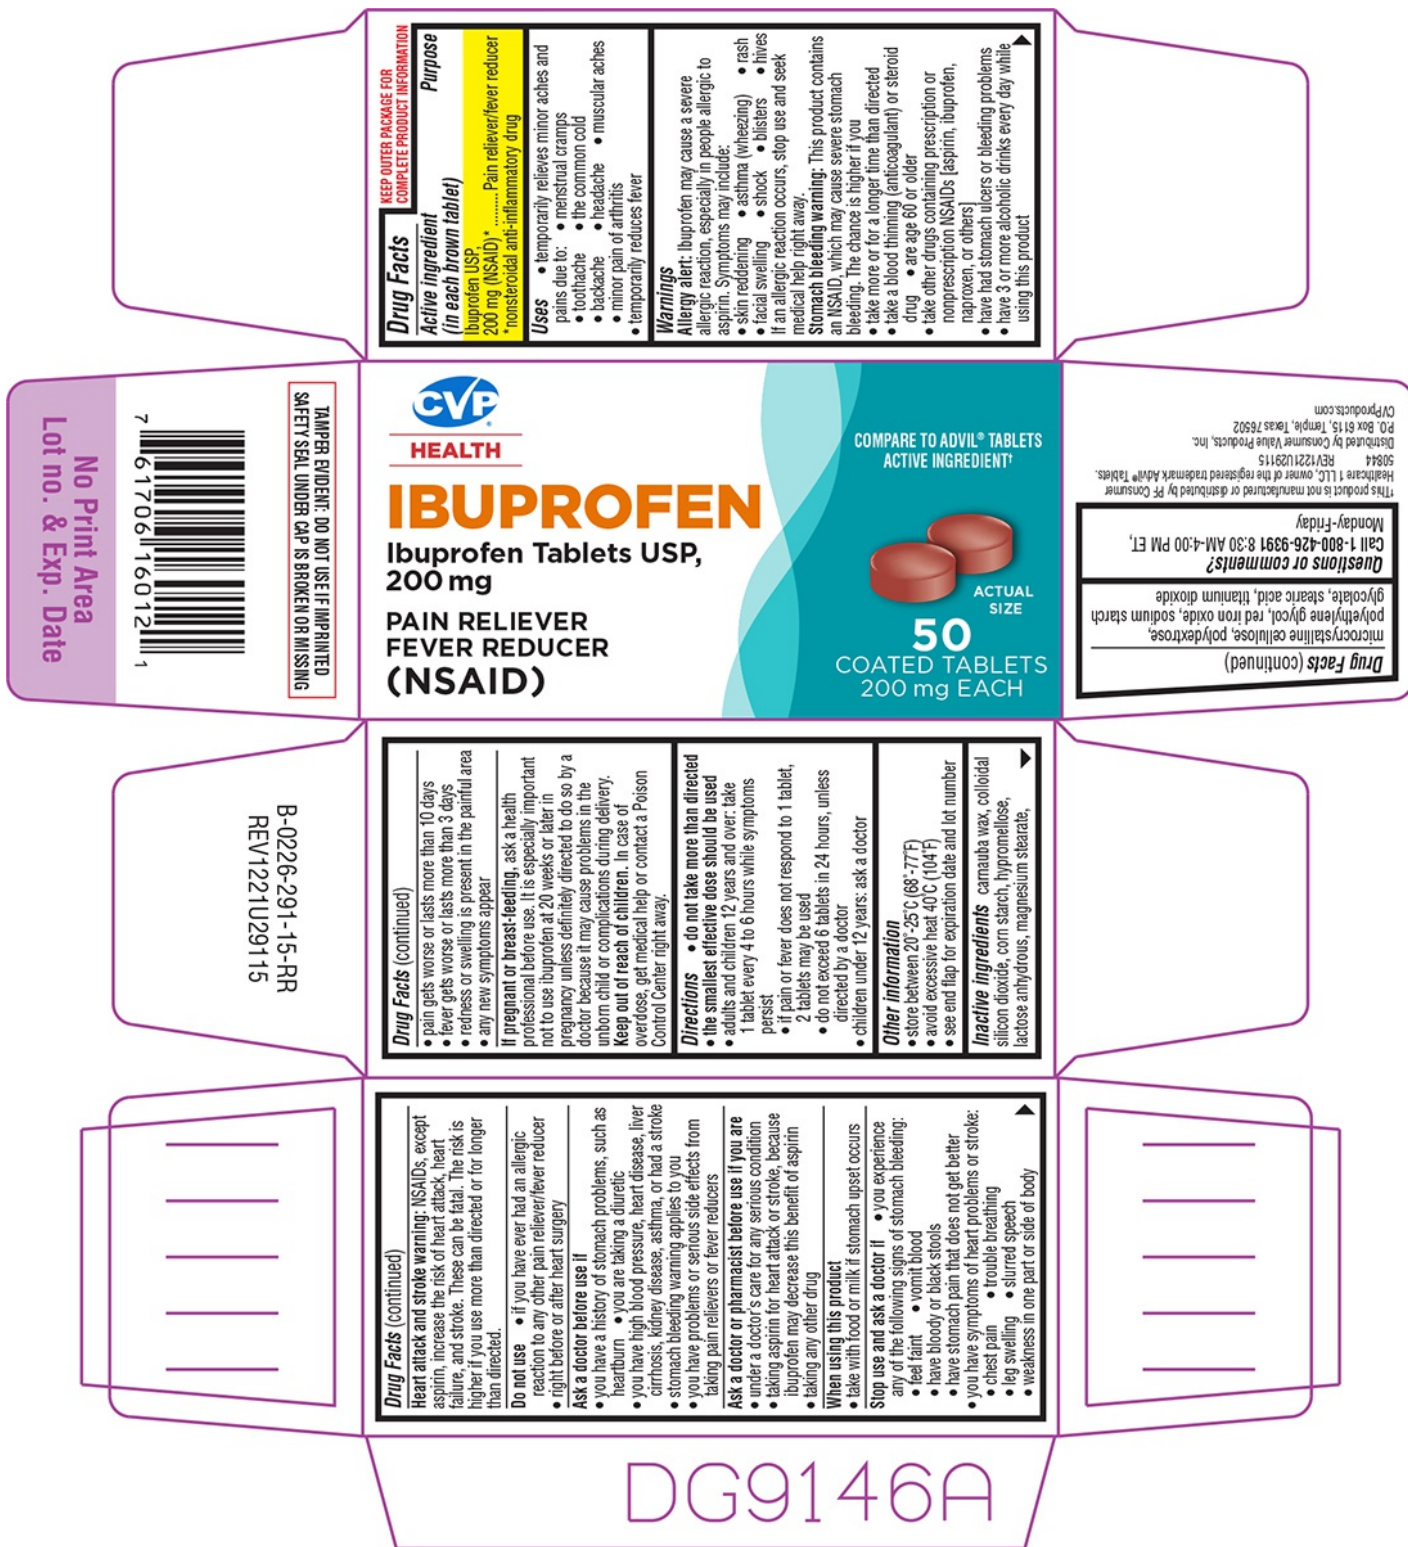 KEEP OUTER PACKAGE FOR
COMPLETE PRODUCT INFORMATION
Drug Facts
Active ingredient Purpose
(in each brown tablet)
Ibuprofen USP,
200 mg (NSAID)* ......... Pain reliever/fever reducer
*nonsteroidal anti-inflammatory drug
Uses • temporarily relieves minor aches and
pains due to: • menstrual cramps
• toothache • the common cold
• backache • headache • muscular aches
• minor pain of arthritis
• temporarily reduces fever
Warnings
Allergy alert: Ibuprofen may cause a severe
allergic reaction, especially in people allergic to
aspirin. Symptoms may include:
• skin reddening • asthma (wheezing) • rash
• facial swelling • shock • blisters • hives
If an allergic reaction occurs, stop use and seek
medical help right away.
Stomach bleeding warning: This product contains
an NSAID, which may cause severe stomach
bleeding. The chance is higher if you
• take more or for a longer time than directed
• take a blood thinning (anticoagulant) or steroid
drug • are age 60 or older
• take other drugs containing prescription or
nonprescription NSAIDs [aspirin, ibuprofen,
naproxen, or others]
• have had stomach ulcers or bleeding problems
• have 3 or more alcoholic drinks every day while
using this product
No Print Area
Lot no. & Exp. Date
7 61706 16012 1
TAMPER EVIDENT: DO NOT USE IF IMPRINTED
SAFETY SEAL UNDER CAP IS BROKEN OR MISSING
CVP®
HEALTH
IBUPROFEN
Ibuprofen Tablets USP,
200 mg
PAIN RELIEVER
FEVER REDUCER
(NSAID)
COMPARE TO ADVIL® TABLETS
ACTIVE INGREDIENT†
ACTUAL
SIZE
50
COATED TABLETS
200 mg EACH
Drug Facts (continued)
microcrystalline cellulose, polydextrose,
polyethylene glycol, red iron oxide, sodium starch
glycolate, stearic acid, titanium dioxide
Questions or comments?
Call 1-800-426-9391 8:30 AM-4:00 PM ET,
Monday-Friday
†This product is not manufactured or distributed by PF Consumer
Healthcare 1 LLC, owner of the registered trademark Advil® Tablets.
50844 REV1221U29115
Distributed by Consumer Value Products, Inc.
P.O. Box 6115, Temple, Texas 76502
CVPproducts.com
B-0226-291-15-RR
REV1221U29115
Drug Facts (continued)
• pain gets worse or lasts more than 10 days
• fever gets worse or lasts more than 3 days
• redness or swelling is present in the painful area
• any new symptoms appear
If pregnant or breast-feeding, ask a health
professional before use. It is especially important
not to use ibuprofen at 20 weeks or later in
pregnancy unless definitely directed to do so by a
doctor because it may cause problems in the
unborn child or complications during delivery.
Keep out of reach of children. In case of
overdose, get medical help or contact a Poison
Control Center right away.
Directions • do not take more than directed
• the smallest effective dose should be used
• adults and children 12 years and over: take
1 tablet every 4 to 6 hours while symptoms
persist
• if pain or fever does not respond to 1 tablet,
2 tablets may be used
• do not exceed 6 tablets in 24 hours, unless
directed by a doctor
• children under 12 years: ask a doctor
Other information
• store between 20°-25°C (68°-77°F)
• avoid excessive heat 40°C (104°F)
• see end flap for expiration date and lot number
Inactive ingredients carnauba wax, colloidal
silicon dioxide, corn starch, hypromellose,
lactose anhydrous, magnesium stearate,
Drug Facts (continued)
Heart attack and stroke warning: NSAIDs, except
aspirin, increase the risk of heart attack, heart
failure, and stroke. These can be fatal. The risk is
higher if you use more than directed or for longer
than directed.
Do not use • if you have ever had an allergic
reaction to any other pain reliever/fever reducer
• right before or after heart surgery
Ask a doctor before use if
• you have a history of stomach problems, such as
heartburn • you are taking a diuretic
• you have high blood pressure, heart disease, liver
cirrhosis, kidney disease, asthma, or had a stroke
• stomach bleeding warning applies to you
• you have problems or serious side effects from
taking pain relievers or fever reducers
Ask a doctor or pharmacist before use if you are
• under a doctor's care for any serious condition
• taking aspirin for heart attack or stroke, because
ibuprofen may decrease this benefit of aspirin
• taking any other drug
When using this product
• take with food or milk if stomach upset occurs
Stop use and ask a doctor if • you experience
any of the following signs of stomach bleeding:
• feel faint • vomit blood
• have bloody or black stools
• have stomach pain that does not get better
• you have symptoms of heart problems or stroke:
• chest pain • trouble breathing
• leg swelling • slurred speech
• weakness in one part or side of body
DG9146A